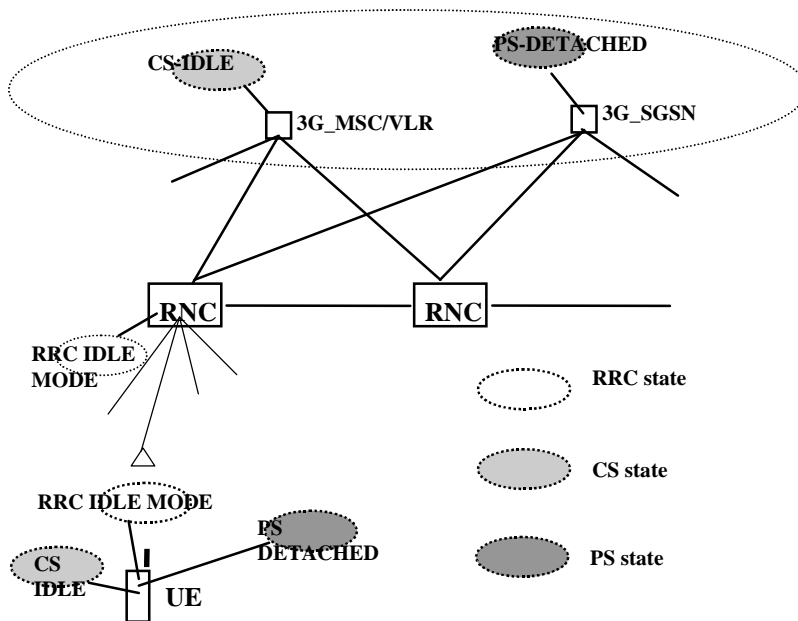 PS-DETACHED
CS-IDLE
3G_MSC/VLR
3G_SGSN
RNC
RNC
RRC IDLE
MODE
RRC state
CS state
RRC IDLE MODE
PS
DETACHED
CS
IDLE
UE
PS state